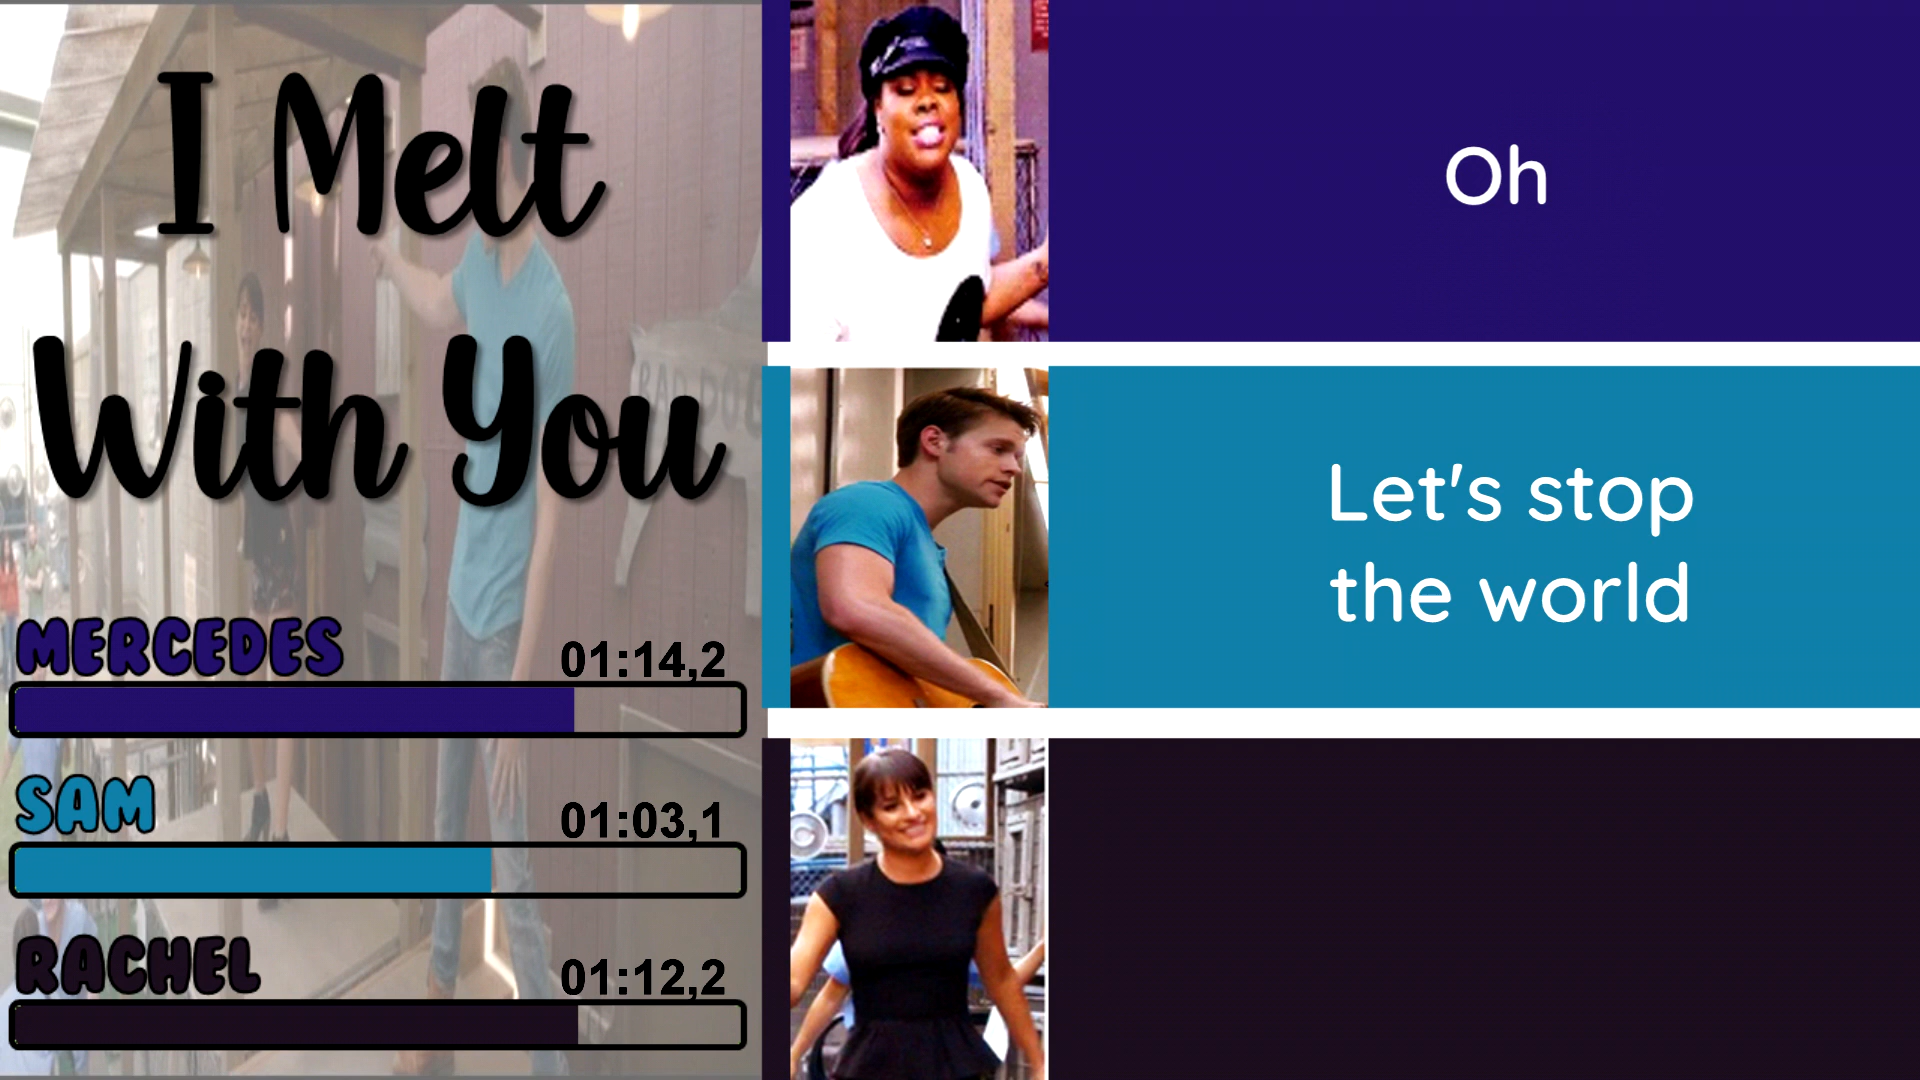 I Melt
With You
MERCEDES
01:14,2
SAM
01:03,1
RACHEL
01:12,2
Oh
Let's stop
the world